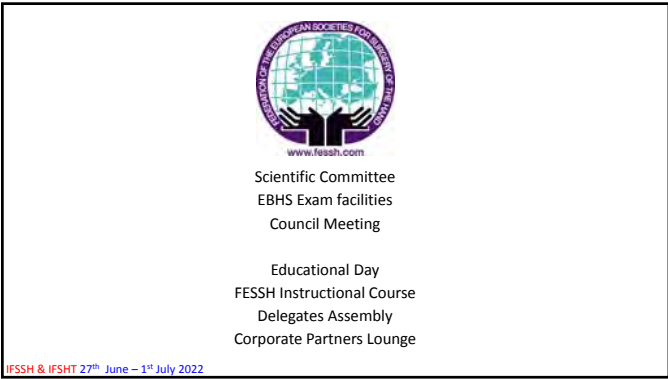 FEDERATION OF THE EUROPEAN SOCIETIES FOR SURGERY OF THE HAND
www.fessh.com
Scientific Committee
EBHS Exam facilities
Council Meeting
Educational Day
FESSH Instructional Course
Delegates Assembly
Corporate Partners Lounge
IFSSH & IFSHT 27th June – 1st July 2022